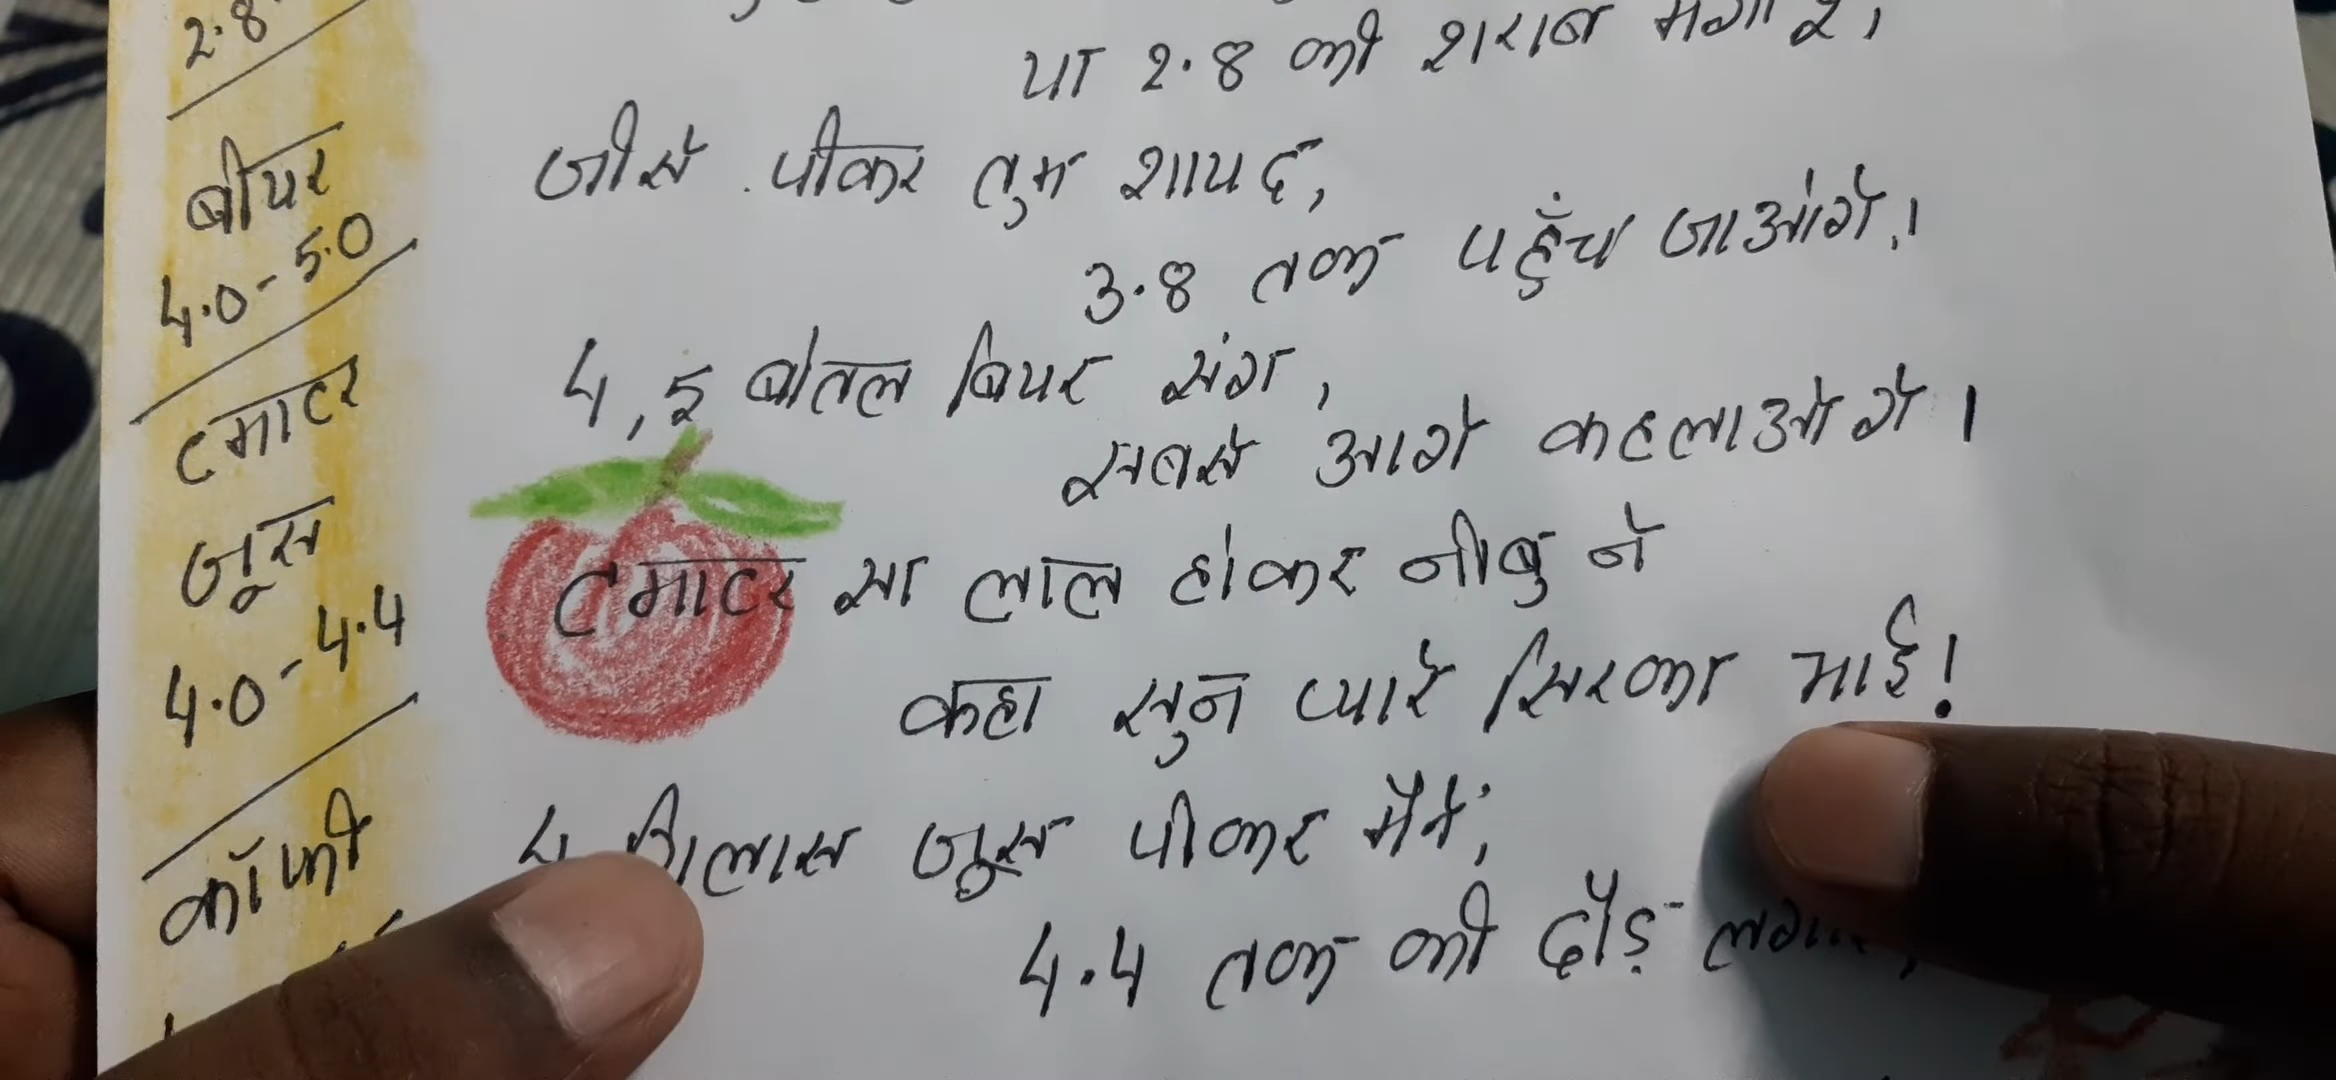 2.8
बीयर
4.0-5.0
टमाटर
जूस
4.0-4.4
कॉफी
या 2.8 की शराब
जीसे पीकर तुम शायद,
3.8 तक पहुँच जाओगे।
4,5 बोतल बियर संग,
सबसे आगे कहलाओगे।
टमाटर सा लाल होकर नीबु ने
कहा सुन प्यारे सिरका भाई!
4 गिलास जूस पीकर मैंने,
4.4 तक की दौड़